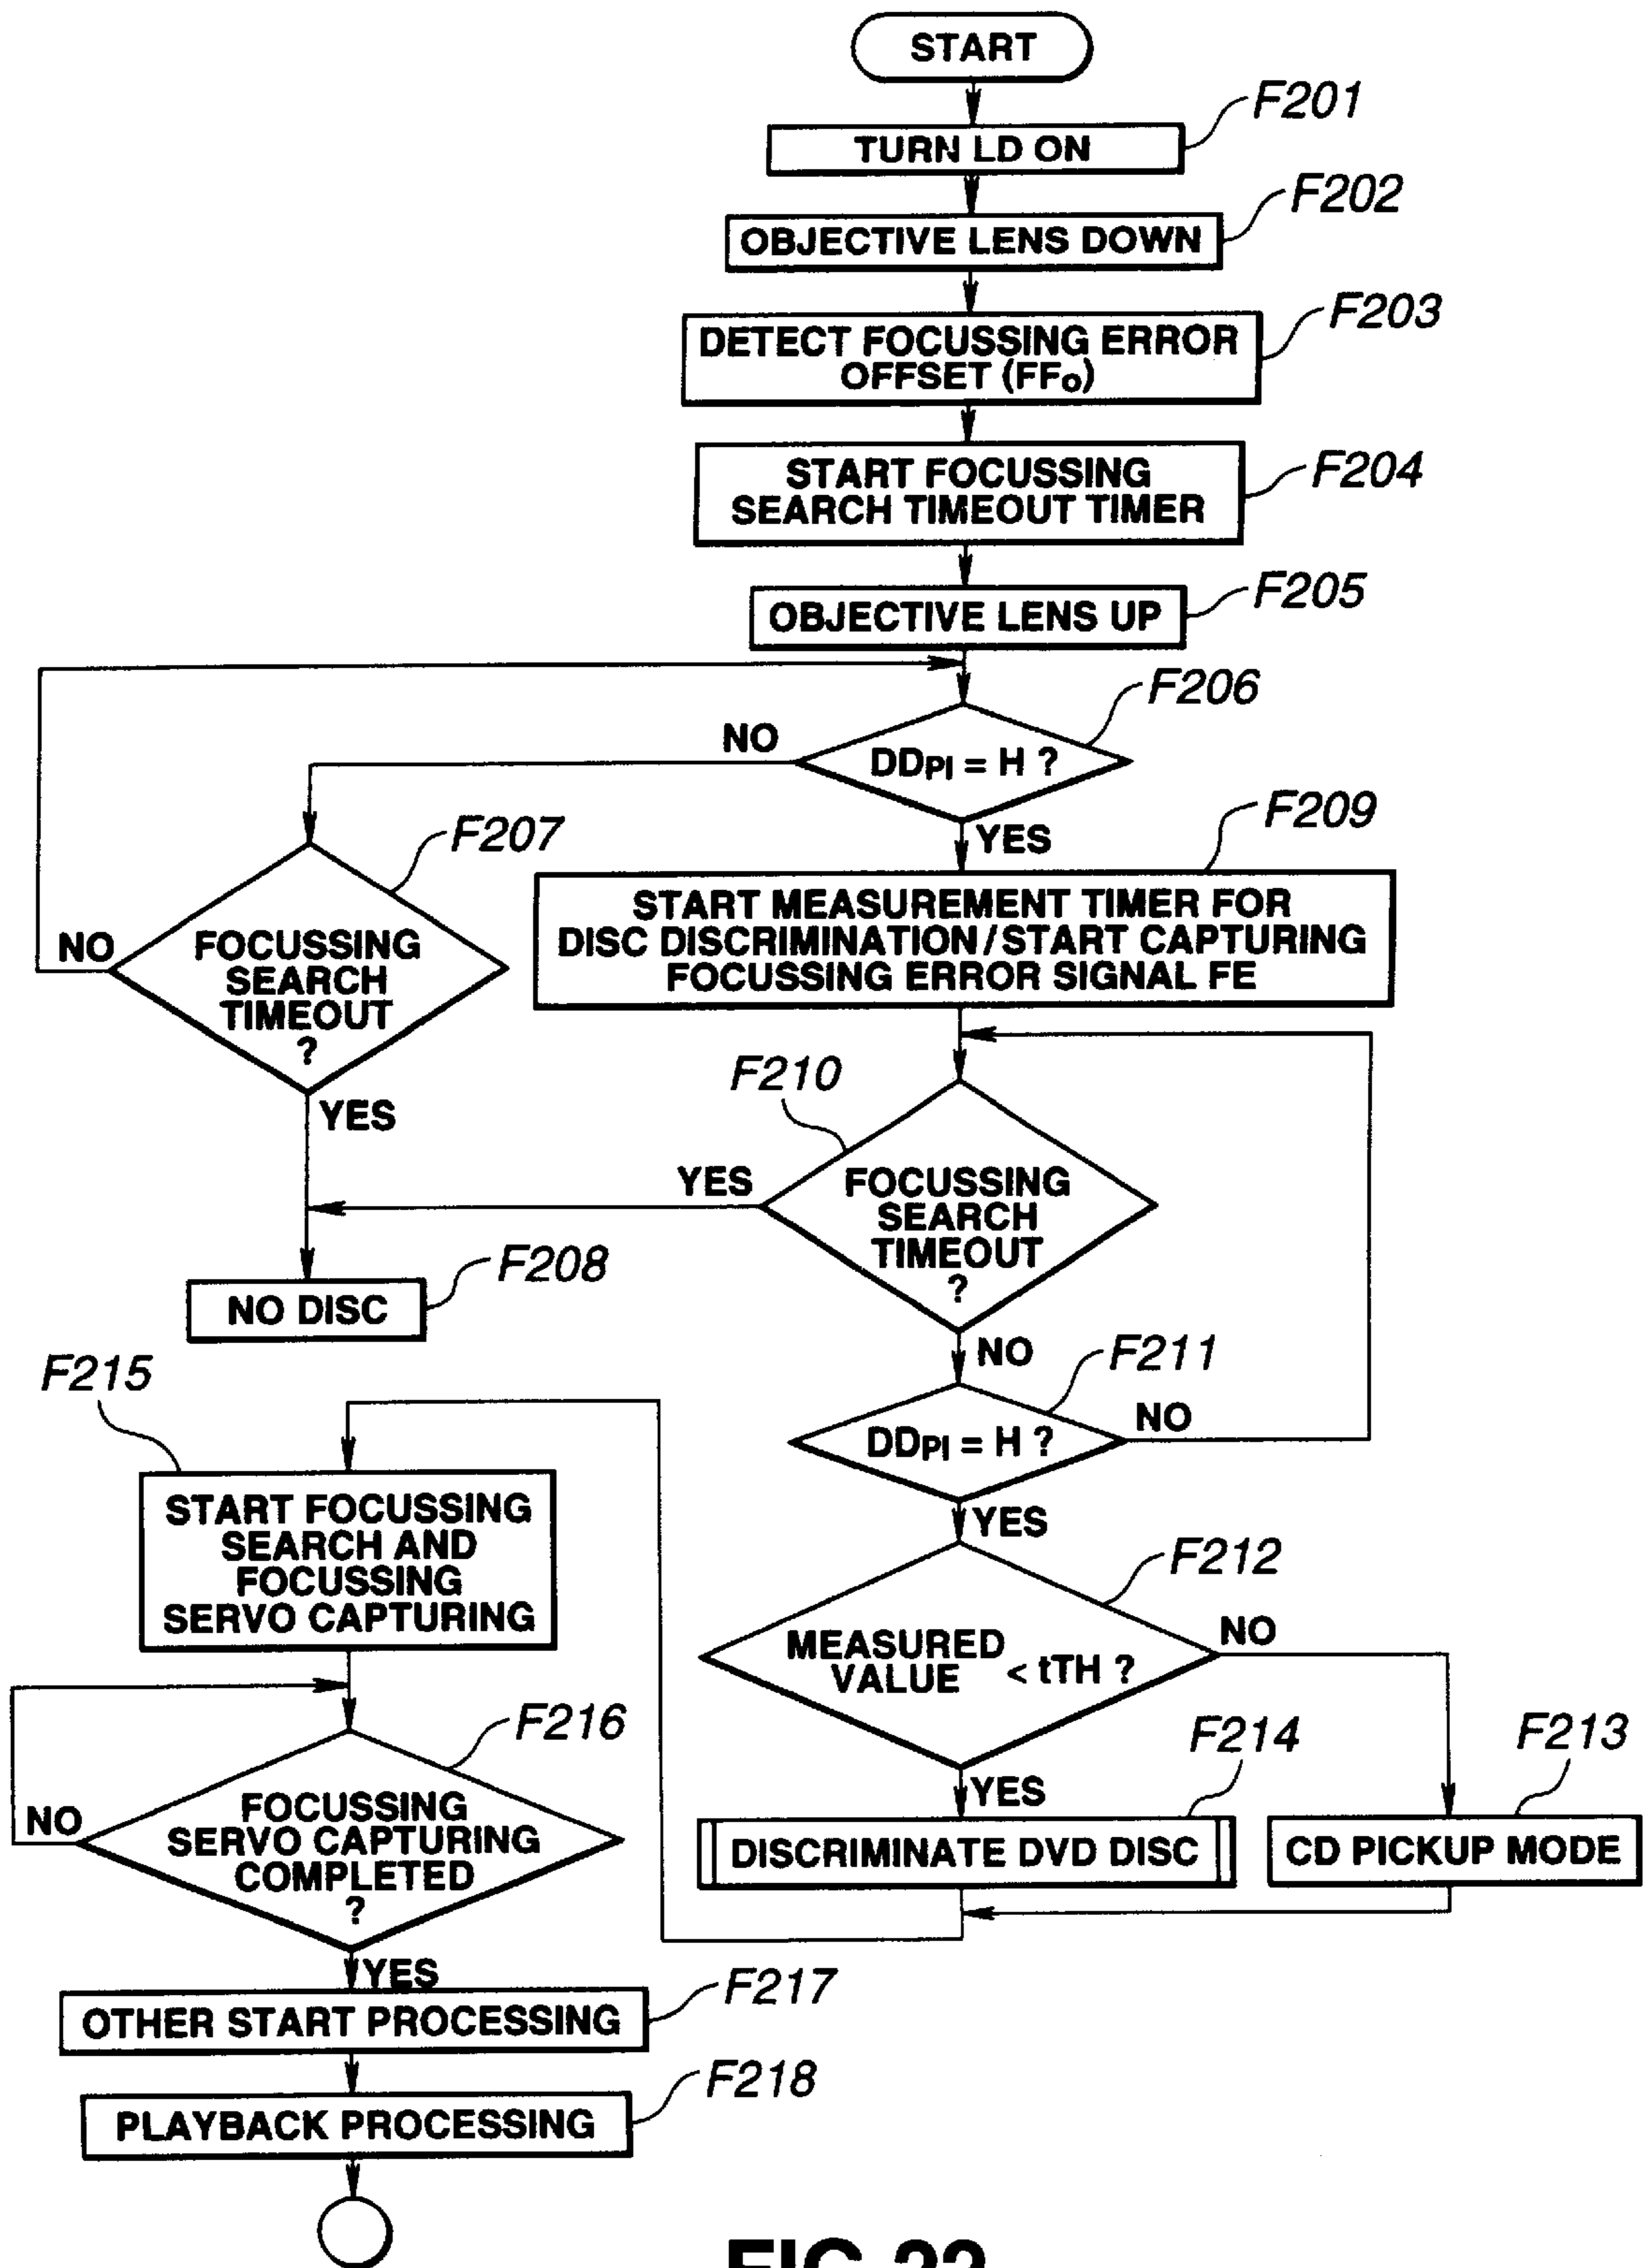 START
F201
TURN LD ON
F202
OBJECTIVE LENS DOWN
F203
DETECT FOCUSSING ERROR
OFFSET (FFo)
F204
START FOCUSSING
SEARCH TIMEOUT TIMER
F205
OBJECTIVE LENS UP
F206
NO
DDPI = H ?
F209
YES
F207
START MEASUREMENT TIMER FOR
DISC DISCRIMINATION/START CAPTURING
FOCUSSING ERROR SIGNAL FE
NO
FOCUSSING
SEARCH
TIMEOUT
?
F210
YES
YES
FOCUSSING
SEARCH
TIMEOUT
?
F208
NO DISC
NO
F211
F215
DDPI = H ?
NO
YES
START FOCUSSING
SEARCH AND
FOCUSSING
SERVO CAPTURING
F212
MEASURED
VALUE < tTH ?
NO
F216
F214
F213
YES
NO
FOCUSSING
SERVO CAPTURING
COMPLETED
?
DISCRIMINATE DVD DISC
CD PICKUP MODE
YES
F217
OTHER START PROCESSING
F218
PLAYBACK PROCESSING
FIG.22